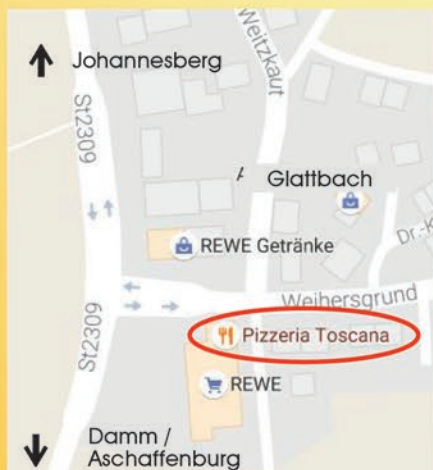 Johannesberg
Weitzkaut
St2309
Glattbach
REWE Getränke
Dr.-K
Weihersgrund
St2309
Pizzeria Toscana
REWE
Damm /
Aschaffenburg